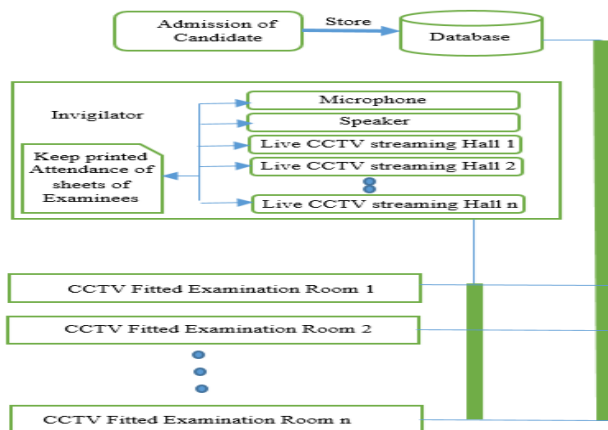 Admission of
Candidate
Store
Database
Invigilator
Microphone
Speaker
Live CCTV streaming Hall 1
Live CCTV streaming Hall 2
Live CCTV streaming Hall n
Keep printed
Attendance of
sheets of
Examinees
CCTV Fitted Examination Room 1
CCTV Fitted Examination Room 2
CCTV Fitted Examination Room n